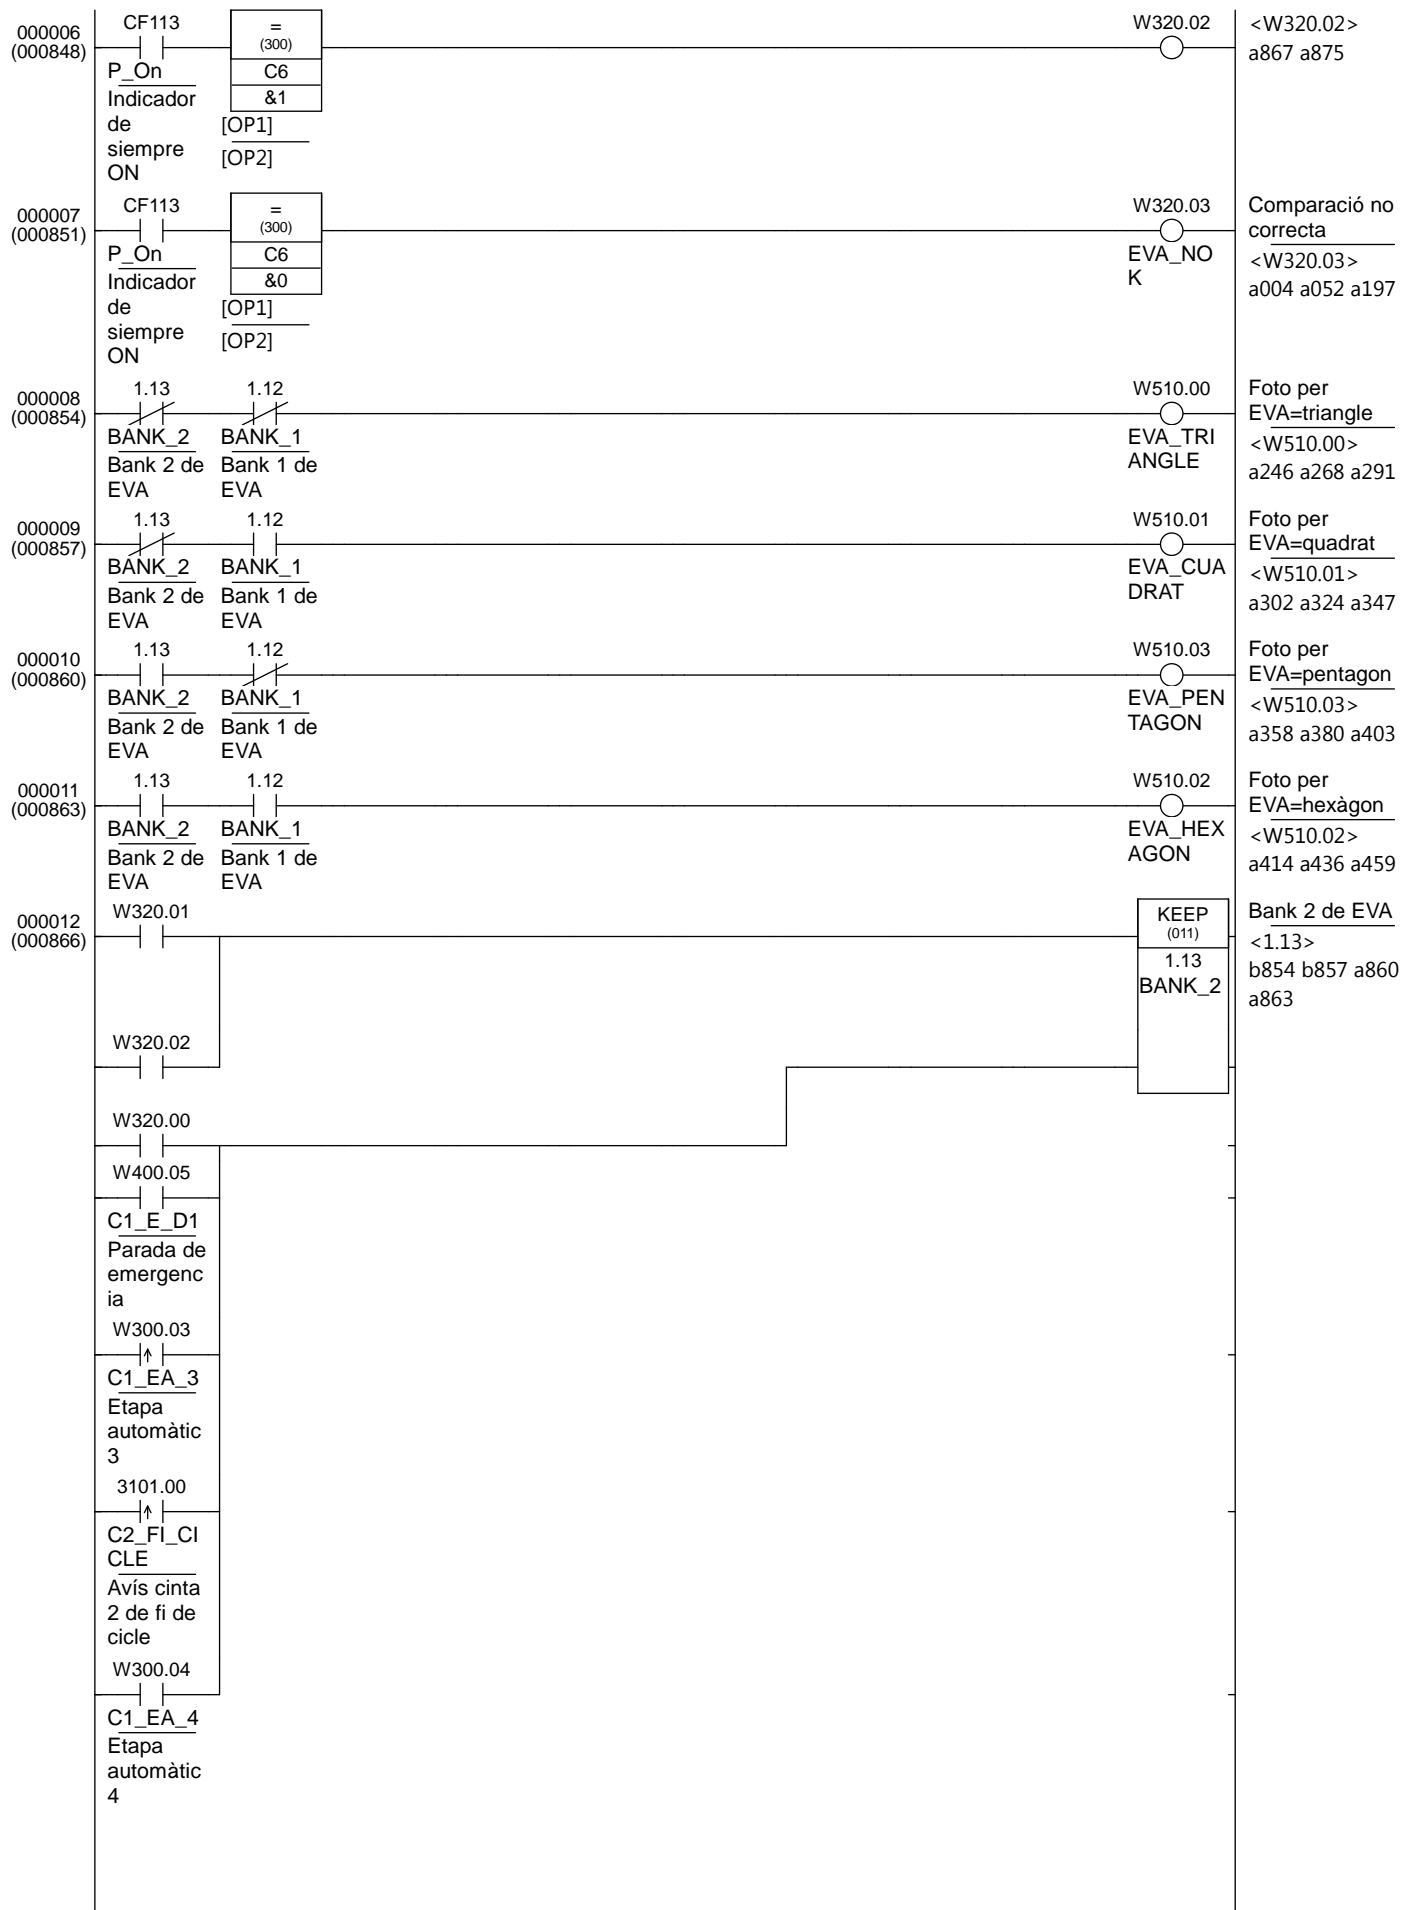 000006
(000848)
CF113
P_On
Indicador
de
siempre
ON
=
(300)
C6
&1
[OP1]
[OP2]
W320.02
<W320.02>
a867 a875
000007
(000851)
CF113
P_On
Indicador
de
siempre
ON
=
(300)
C6
&0
[OP1]
[OP2]
W320.03
EVA_NO
K
Comparació no
correcta
<W320.03>
a004 a052 a197
000008
(000854)
1.13
BANK_2
Bank 2 de
EVA
1.12
BANK_1
Bank 1 de
EVA
W510.00
EVA_TRI
ANGLE
Foto per
EVA=triangle
<W510.00>
a246 a268 a291
000009
(000857)
1.13
BANK_2
Bank 2 de
EVA
1.12
BANK_1
Bank 1 de
EVA
W510.01
EVA_CUA
DRAT
Foto per
EVA=quadrat
<W510.01>
a302 a324 a347
000010
(000860)
1.13
BANK_2
Bank 2 de
EVA
1.12
BANK_1
Bank 1 de
EVA
W510.03
EVA_PEN
TAGON
Foto per
EVA=pentagon
<W510.03>
a358 a380 a403
000011
(000863)
1.13
BANK_2
Bank 2 de
EVA
1.12
BANK_1
Bank 1 de
EVA
W510.02
EVA_HEX
AGON
Foto per
EVA=hexàgon
<W510.02>
a414 a436 a459
000012
(000866)
W320.01
KEEP
(011)
1.13
BANK_2
Bank 2 de EVA
<1.13>
b854 b857 a860
a863
W320.02
W320.00
W400.05
C1_E_D1
Parada de
emergenc
ia
W300.03
C1_EA_3
Etapa
automàtic
3
3101.00
C2_FI_CI
CLE
Avís cinta
2 de fi de
cicle
W300.04
C1_EA_4
Etapa
automàtic
4